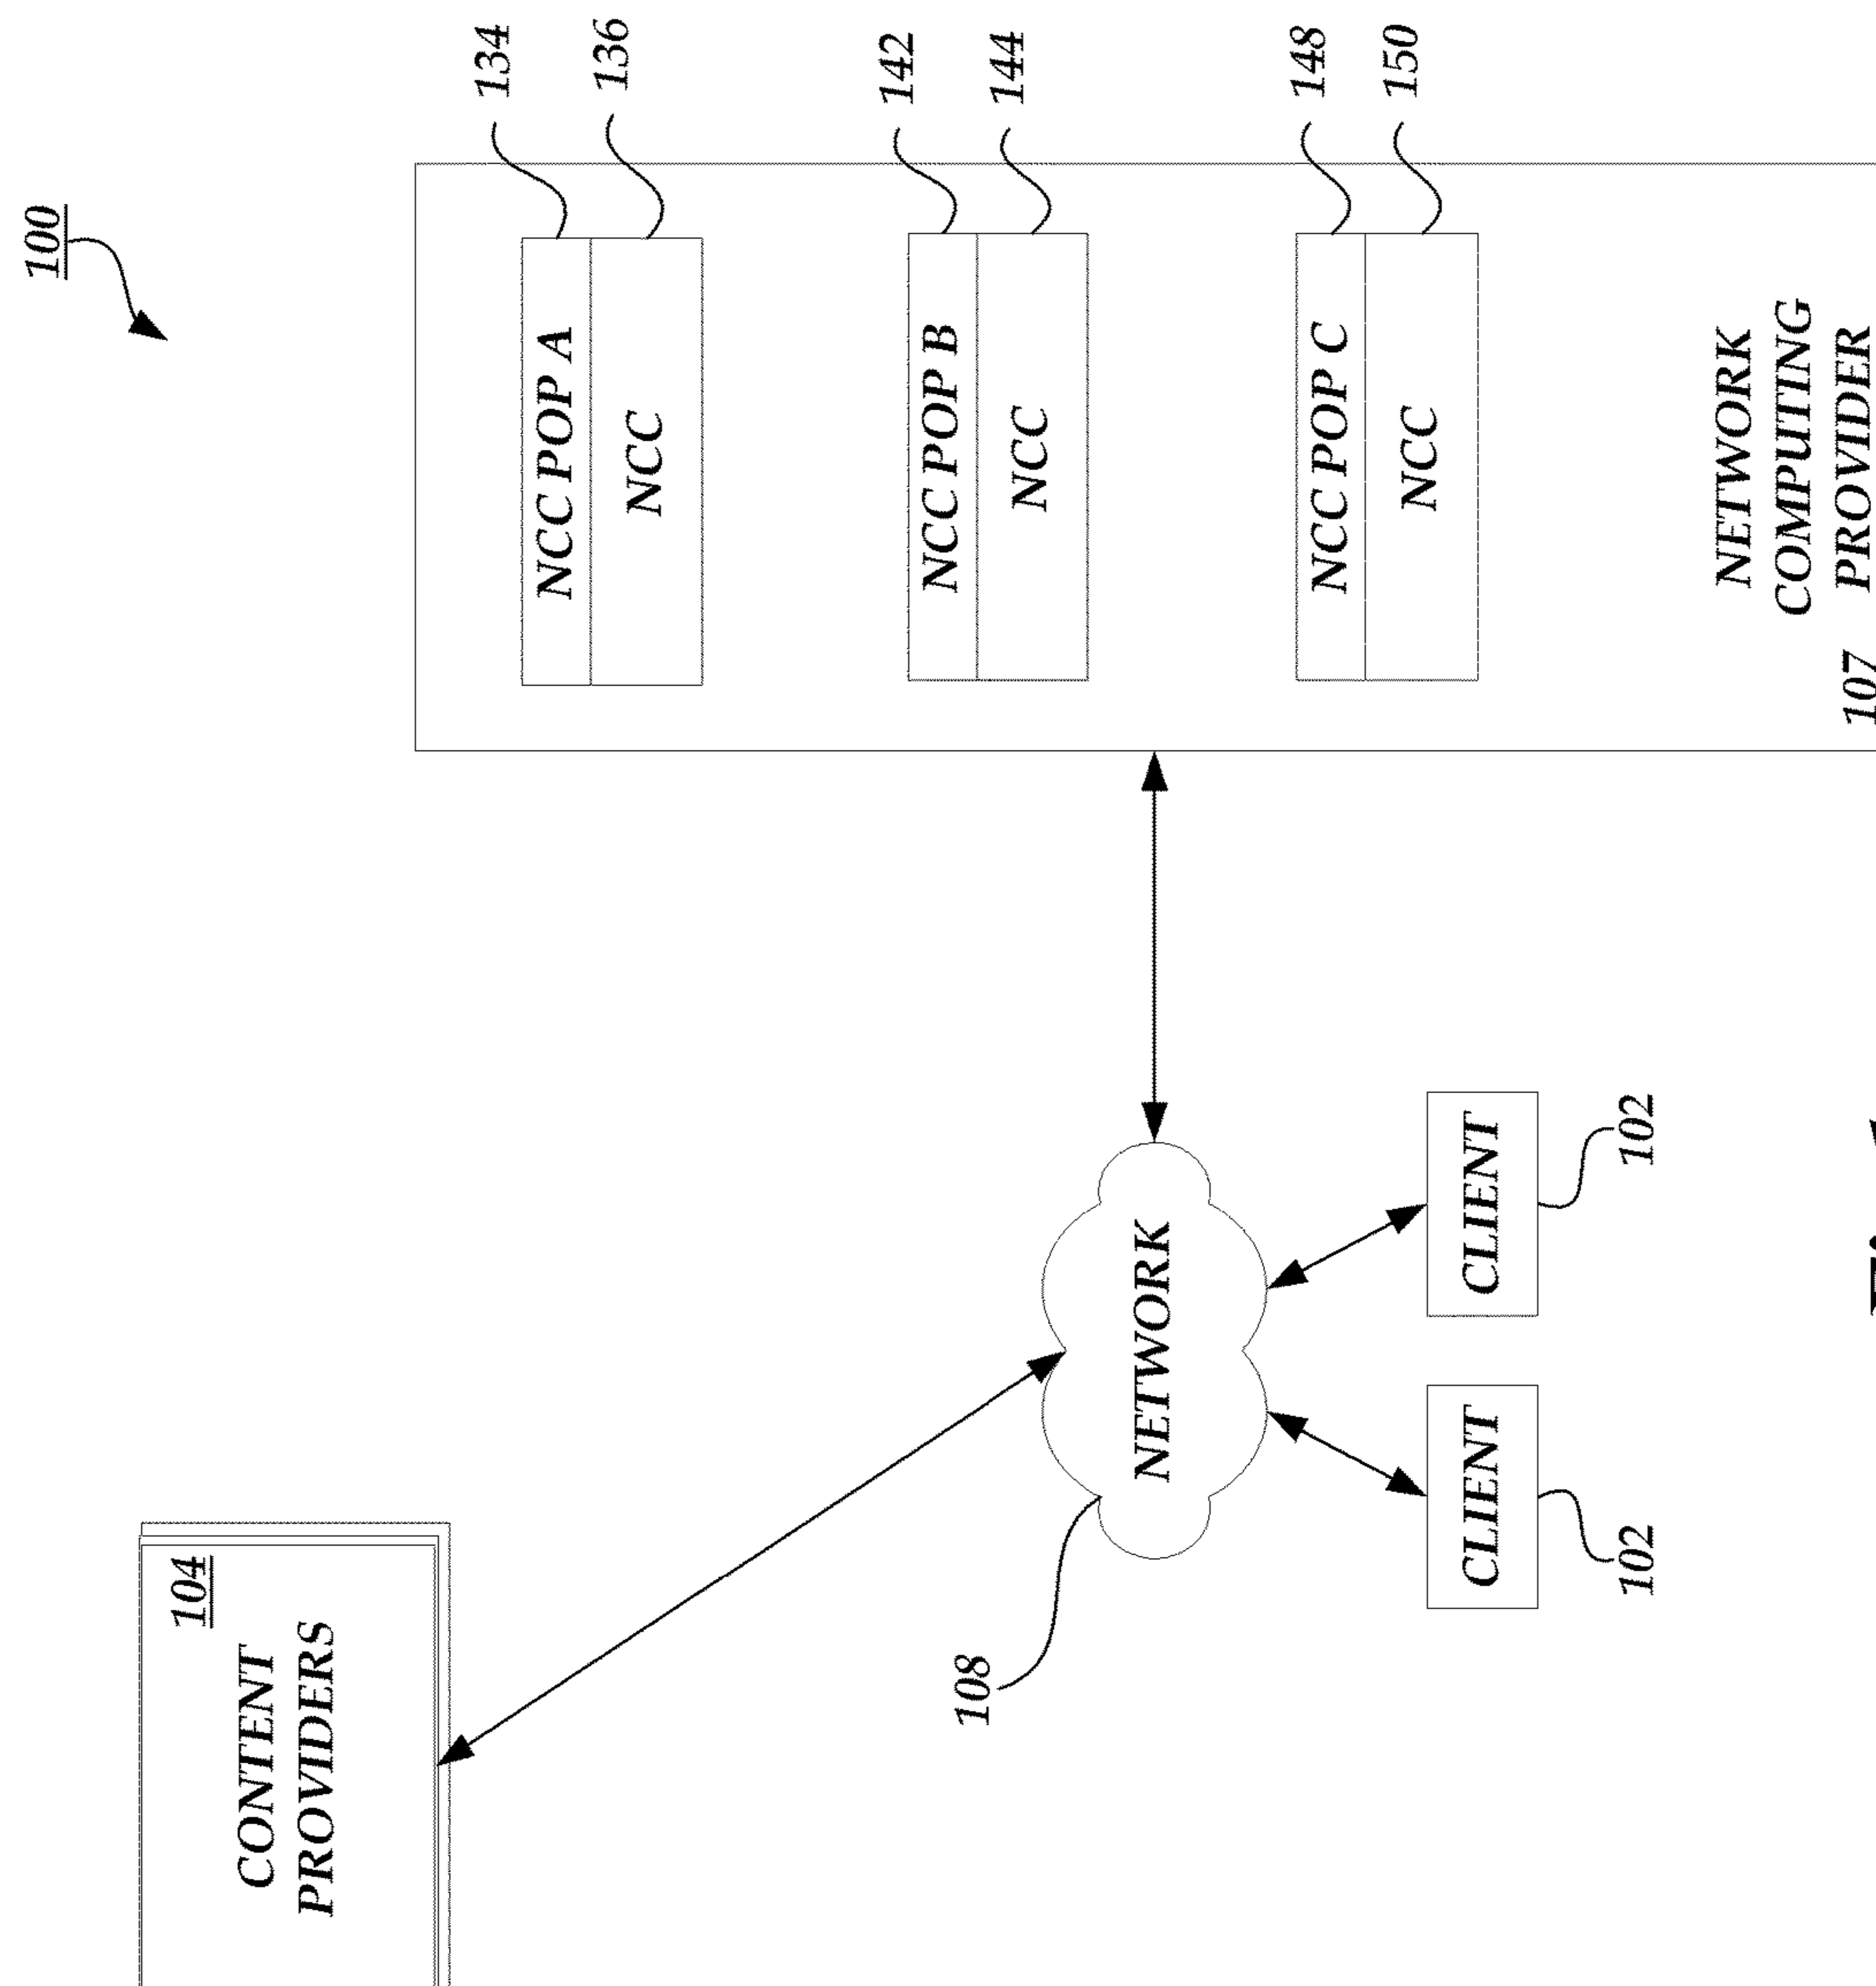 100
104
CONTENT
PROVIDERS
134
NCC POP A
136
NCC
142
NCC POP B
144
NCC
148
NCC POP C
150
NCC
NETWORK
COMPUTING
PROVIDER
107
108
NETWORK
CLIENT
102
CLIENT
102